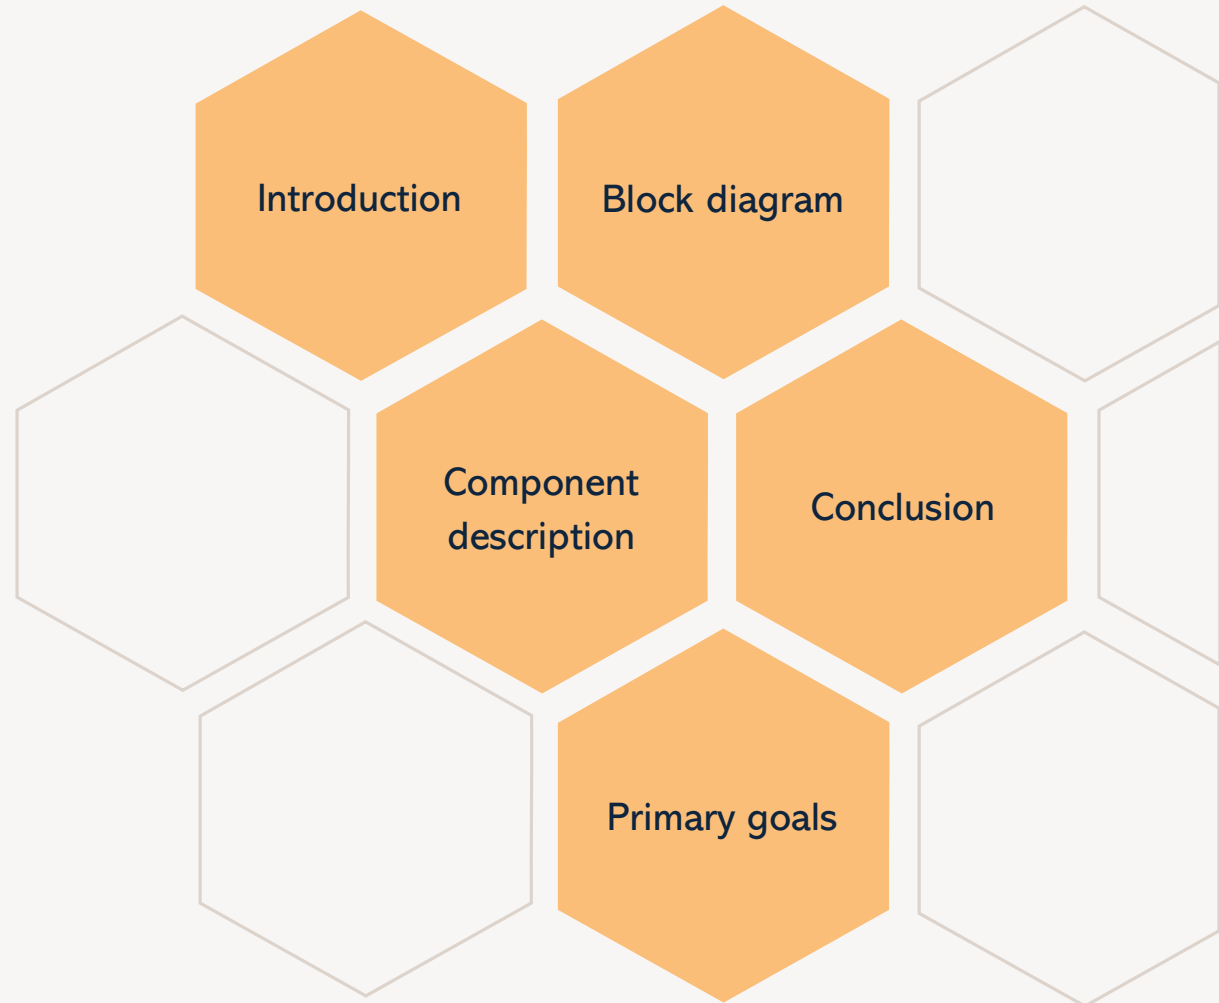 Introduction
Block diagram
Component
description
Conclusion
Primary goals